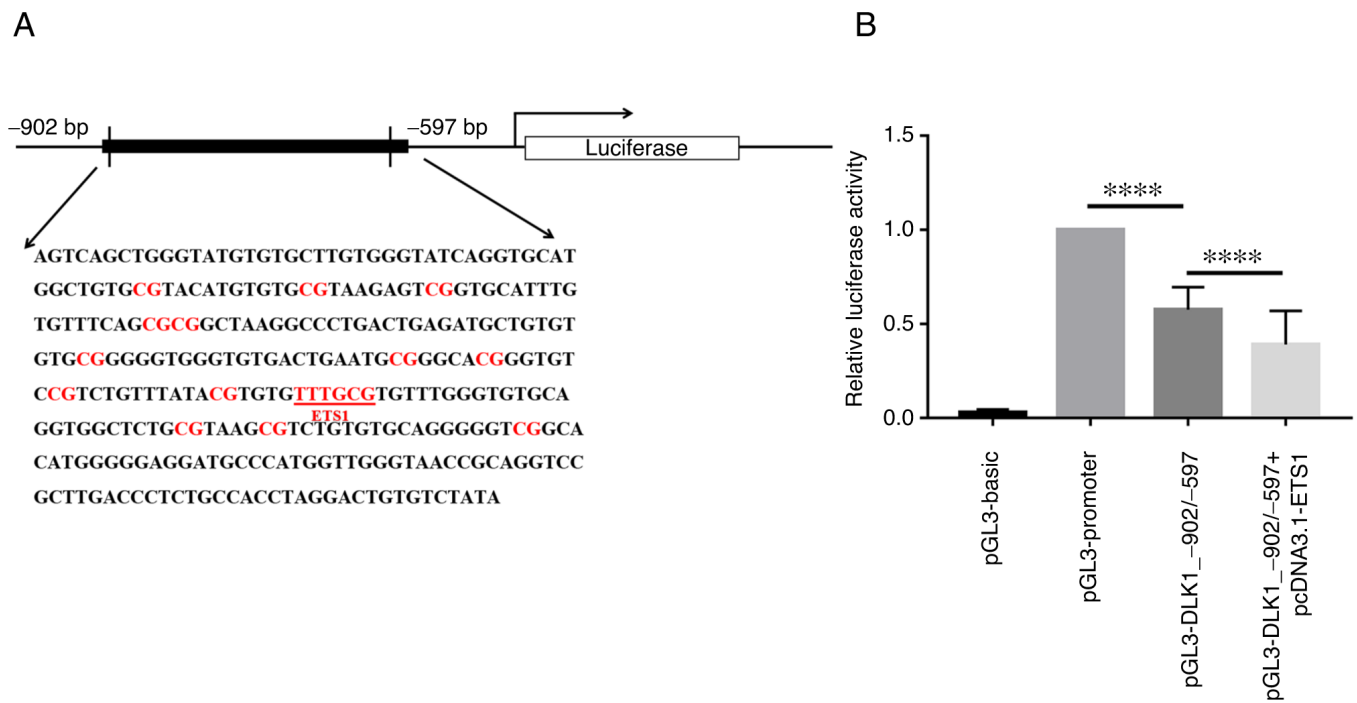 A
−902 bp
−597 bp
Luciferase
AGTCAGCTGGGTATGTGTGCTTGTGGGTATCAGGTGCAT
GGCTGTGCGTACATGTGTGCGTAAGAGTCGGTGCATTTG
TGTTTCAGCGCGGCTAAGGCCCTGACTGAGATGCTGTGT
GTGCGGGGGTGGGTGTGACTGAATGCGGGCACGGGTGT
CCGTCTGTTTATACGTGTGTTTGCGTGTTTGGGTGTGCA
ETS1
GGTGGCTCTGCGTAAGCGTCTGTGTGCAGGGGGTCGGCA
CATGGGGGAGGATGCCCATGGTTGGGTAACCGCAGGTCC
GCTTGACCCTCTGCCACCTAGGACTGTGTCTATA
B
Relative luciferase activity
1.5
1.0
0.5
0.0
****
****
pGL3-basic
pGL3-promoter
pGL3-DLK1_−902/−597
pGL3-DLK1_−902/−597+
pcDNA3.1-ETS1